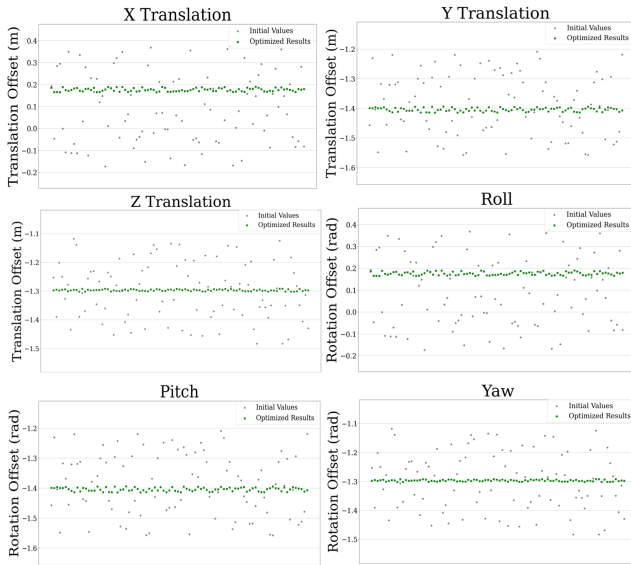 X Translation
Translation Offset (m)
0.4
0.3
0.2
0.1
0.0
−0.1
−0.2
Initial Values
Optimized Results
Y Translation
Translation Offset (m)
−1.2
−1.3
−1.4
−1.5
−1.6
Initial Values
Optimized Results
Z Translation
Translation Offset (m)
−1.1
−1.2
−1.3
−1.4
−1.5
Initial Values
Optimized Results
Roll
Rotation Offset (rad)
0.4
0.3
0.2
0.1
0.0
−0.1
−0.2
Initial Values
Optimized Results
Pitch
Rotation Offset (rad)
−1.2
−1.3
−1.4
−1.5
−1.6
Initial Values
Optimized Results
Yaw
Rotation Offset (rad)
−1.1
−1.2
−1.3
−1.4
−1.5
Initial Values
Optimized Results